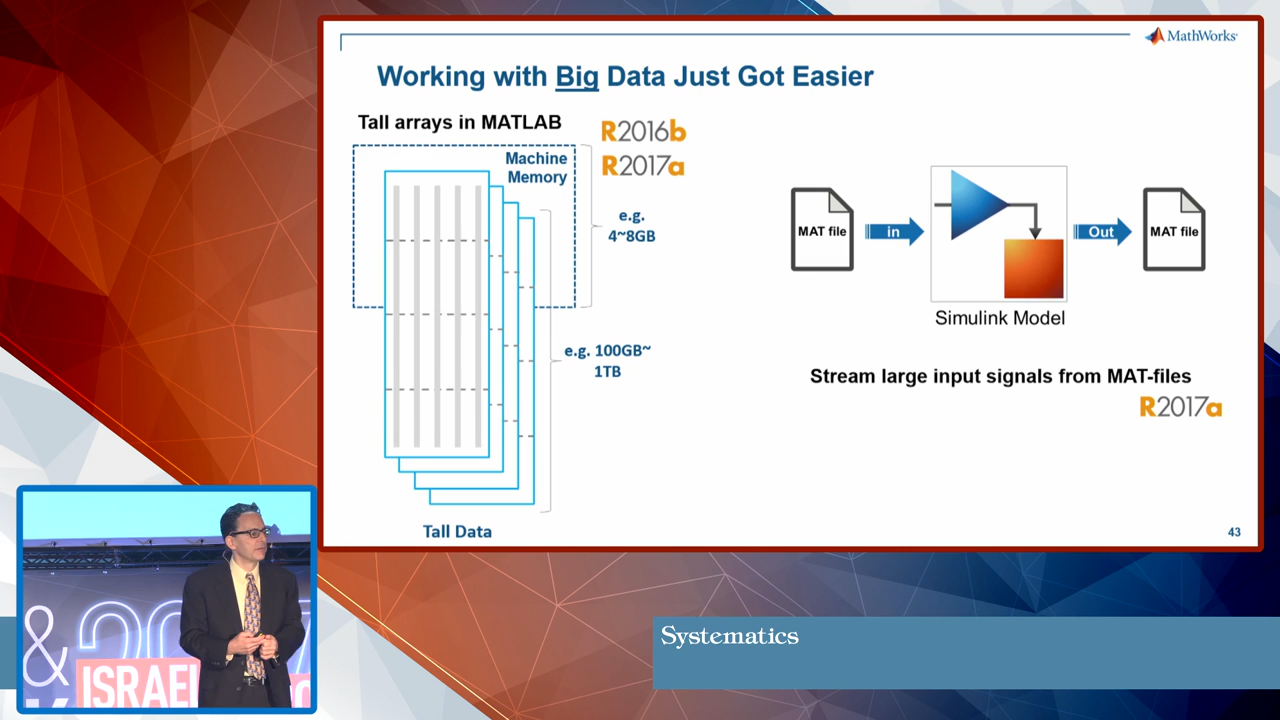 MathWorks
Working with Big Data Just Got Easier
Tall arrays in MATLAB
R2016b
R2017a
Machine
Memory
e.g.
4~8GB
e.g. 100GB~
1TB
Tall Data
MAT file
in
Out
MAT file
Simulink Model
Stream large input signals from MAT-files
R2017a
43
&
ISRAEL
Systematics